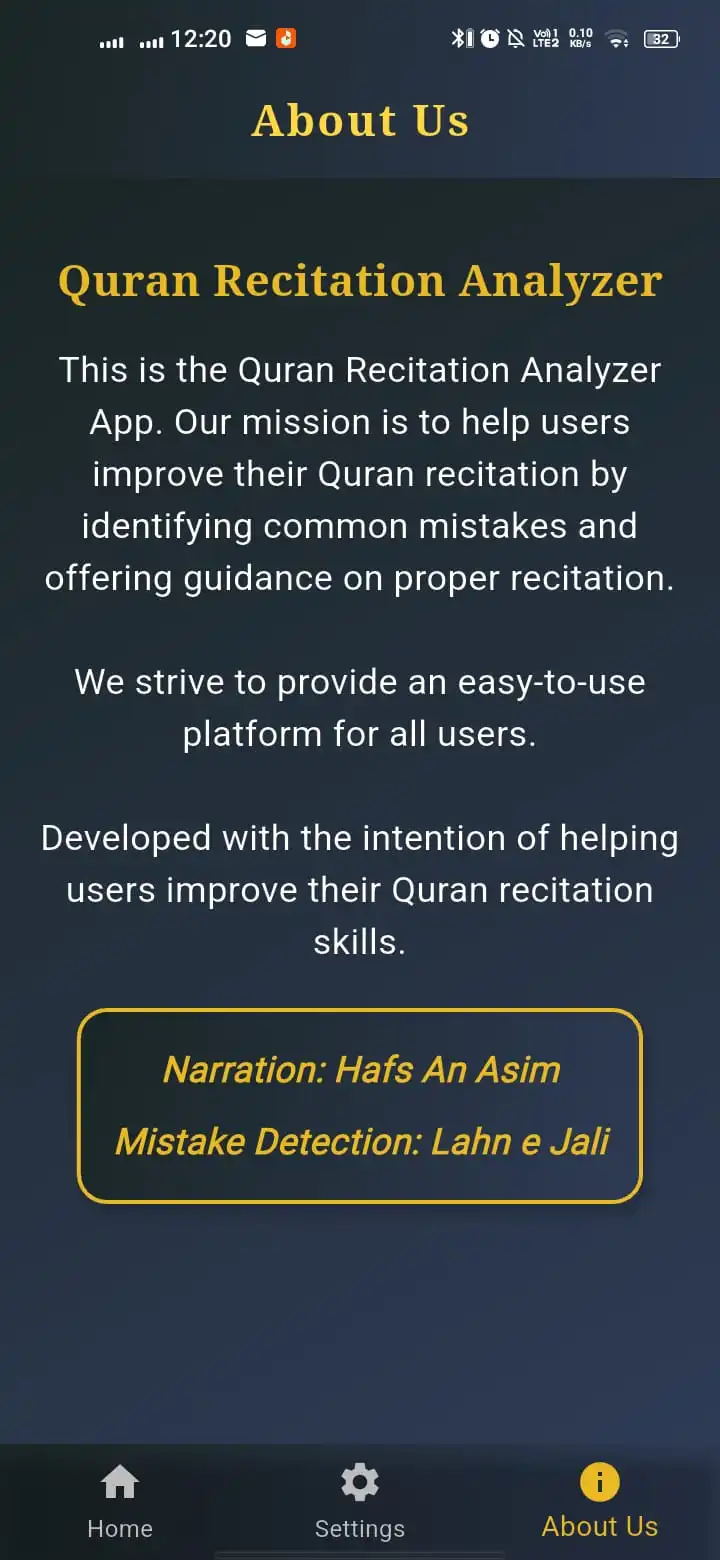 12:20
Vo)) 1
LTE2
0.10
KB/s
32
About Us
Quran Recitation Analyzer
This is the Quran Recitation Analyzer
App. Our mission is to help users
improve their Quran recitation by
identifying common mistakes and
offering guidance on proper recitation.
We strive to provide an easy-to-use
platform for all users.
Developed with the intention of helping
users improve their Quran recitation
skills.
Narration: Hafs An Asim
Mistake Detection: Lahn e Jali
Home
Settings
About Us